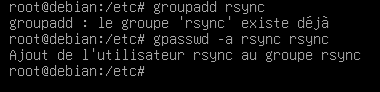 root@debian:/etc# groupadd rsync
groupadd : le groupe 'rsync' existe déjà
root@debian:/etc# gpasswd -a rsync rsync
Ajout de l'utilisateur rsync au groupe rsync
root@debian:/etc#